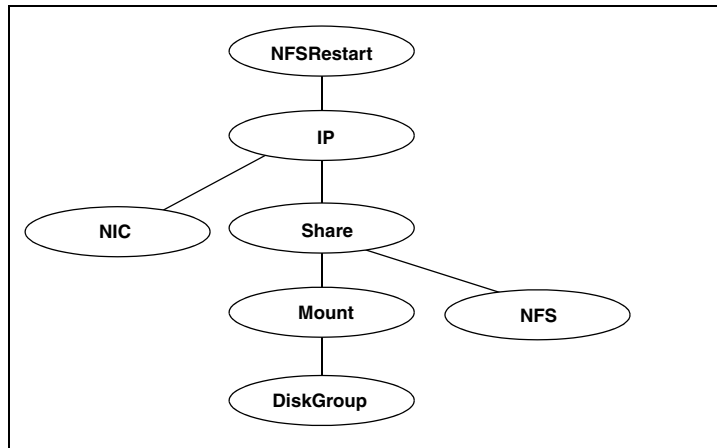 NFSRestart
IP
NIC
Share
Mount
NFS
DiskGroup